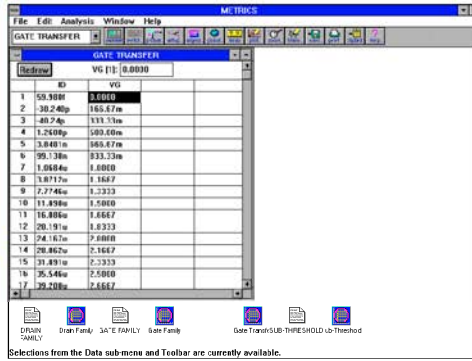 METRICS
File Edit Analysis Window Help
GATE TRANSFER
GATE TRANSFER
Redraw VG [1]: 0.0000
ID VG
1 59.980f 0.0000
2 -30.240p 166.67m
3 -40.24p 333.33m
4 1.2600p 500.00m
5 3.0401n 666.67m
6 99.130n 833.33m
7 1.0684u 1.0000
8 3.8712u 1.1667
9 7.7746u 1.3333
10 11.898u 1.5000
11 16.086u 1.6667
12 20.191u 1.8333
13 24.167u 2.0000
14 28.062u 2.1667
15 31.891u 2.3333
16 35.546u 2.5000
17 39.208u 2.6667
DRAIN FAMILY Drain Family GATE FAMILY Gate Family Gate Transfer SUB-THRESHOLD ub-Threshold
Selections from the Data sub-menu and Toolbar are currently available.